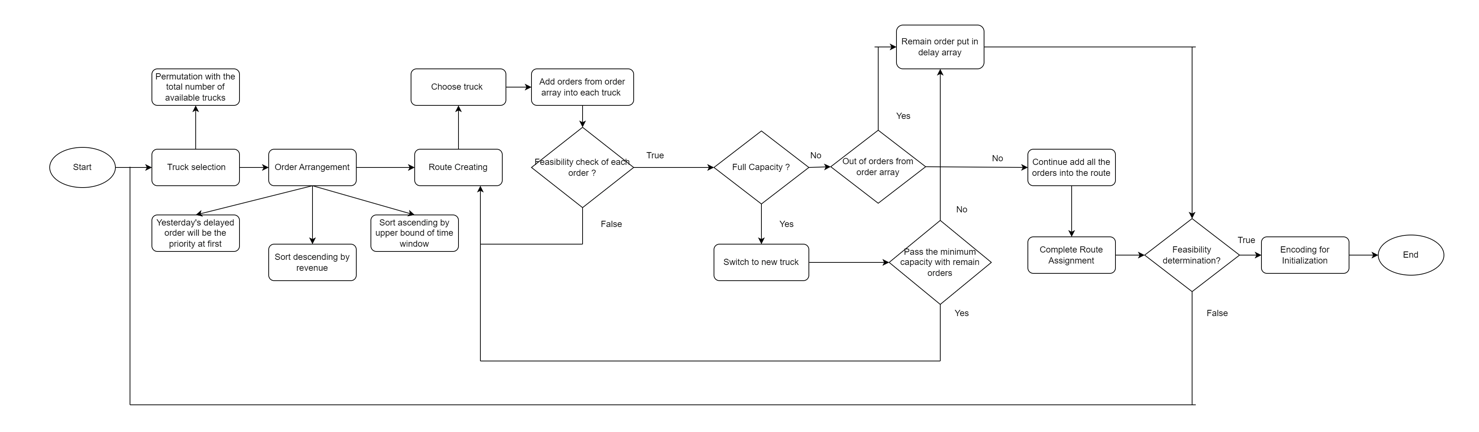 Remain order put in
delay array
Permutation with the
total number of
available trucks
Choose truck
Add orders from order
array into each truck
Yes
Start
Truck selection
Order Arrangement
Route Creating
Feasibility check of each
order ?
True
Full Capacity ?
No
Out of orders from
order array
No
Continue add all the
orders into the route
Yesterday's delayed
order will be the
priority at first
Sort descending by
revenue
Sort ascending by
upper bound of time
window
False
Yes
Switch to new truck
No
Pass the minimum
capacity with remain
orders
Yes
Complete Route
Assignment
Feasibility
determination?
True
Encoding for
Initialization
End
False